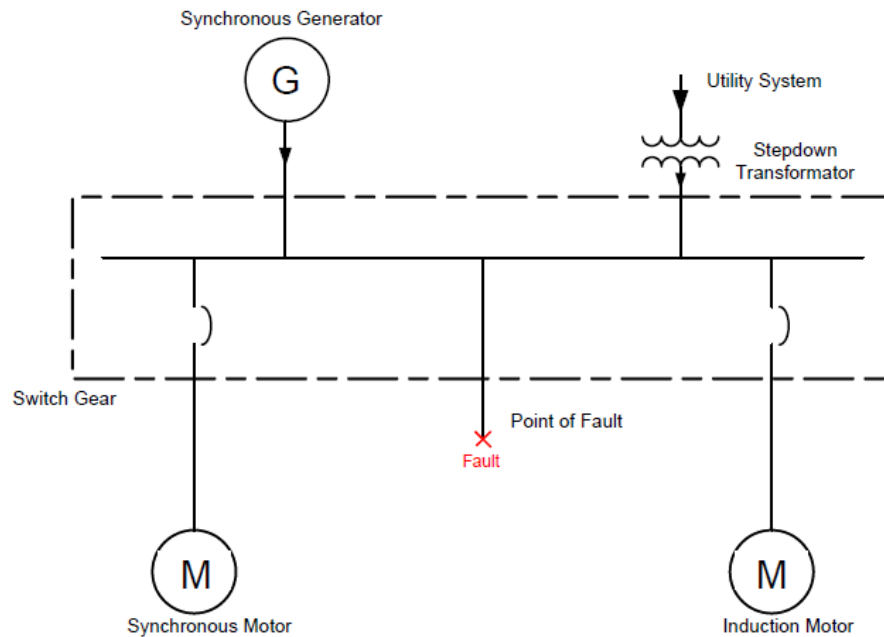 Synchronous Generator
G
Utility System
Stepdown
Transformator
Switch Gear
Point of Fault
Fault
M
M
Synchronous Motor
Induction Motor